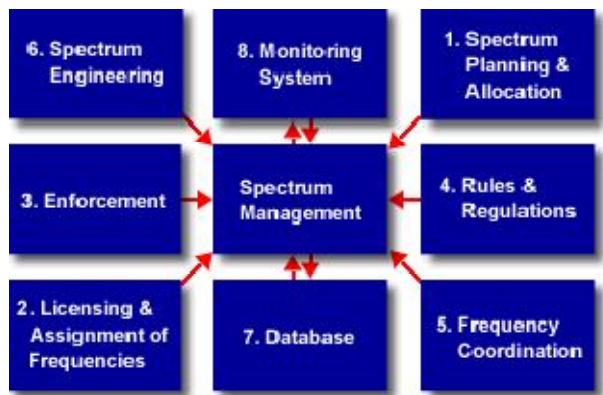 6. Spectrum
Engineering
8. Monitoring
System
1. Spectrum
Planning &
Allocation
3. Enforcement
Spectrum
Management
4. Rules &
Regulations
2. Licensing &
Assignment of
Frequencies
7. Database
5. Frequency
Coordination